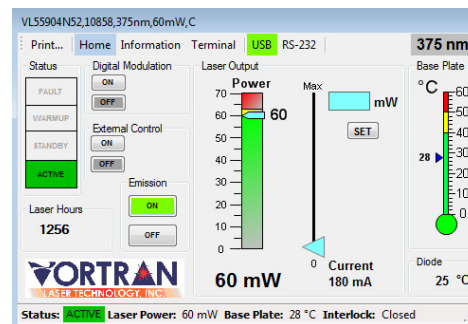 VL55904N52,10858,375nm,60mW,C
Print... Home Information Terminal USB RS-232 375 nm
Status
FAULT
WARMUP
STANDBY
ACTIVE
Laser Hours
1256
Digital Modulation
ON
OFF
External Control
ON
OFF
Emission
ON
OFF
VORTRAN
LASER TECHNOLOGY, INC.
Laser Output
Power
70
60
50
40
30
20
10
0
60
60 mW
Max
0
mW
SET
Current
180 mA
Base Plate
°C
60
50
40
30
20
10
0
28
Diode
25 °C
Status: ACTIVE Laser Power: 60 mW Base Plate: 28 °C Interlock: Closed